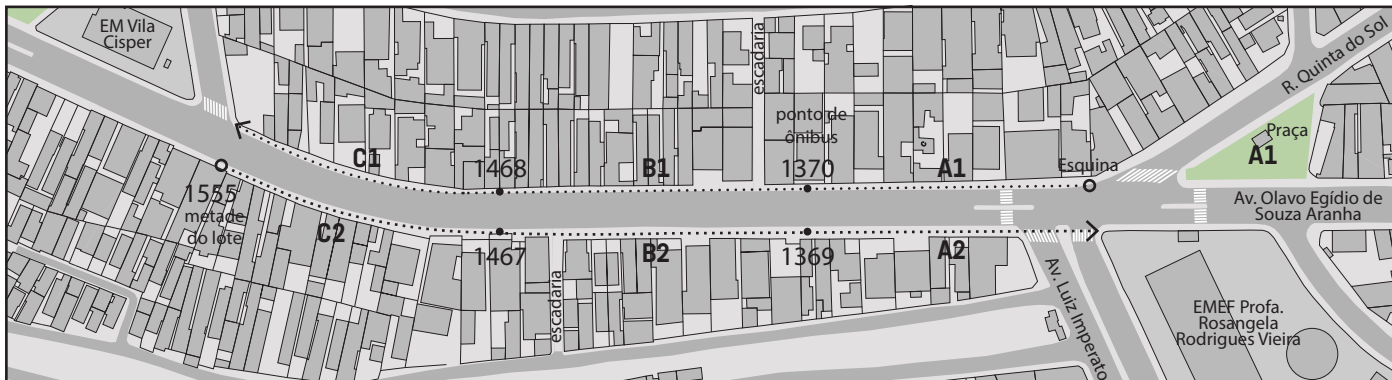 EM Vila
Cisper
escadaria
R. Quinta do Sol
ponto de
ônibus
Praça
C1
1468
B1
1370
A1
Esquina
A1
1555
metade
do lote
Av. Olavo Egídio de
Souza Aranha
C2
1467
B2
1369
A2
escadaria
Av. Luiz Imperato
EMEF Profa.
Rosangela
Rodrigues Vieira